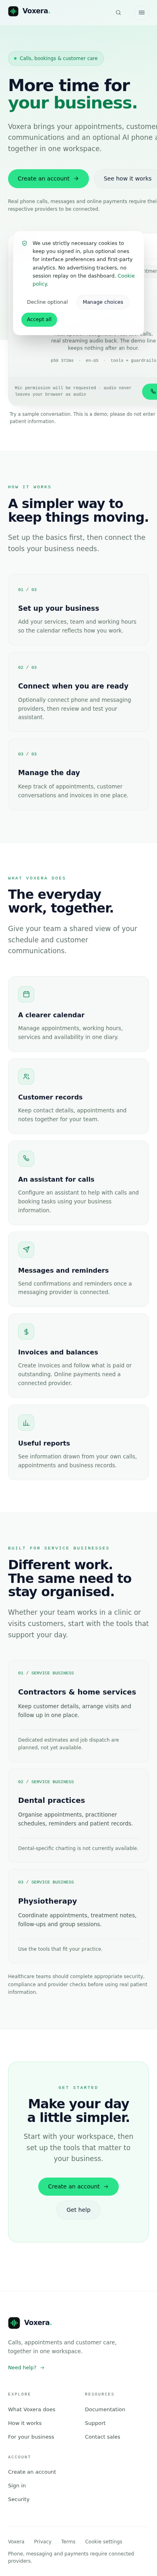 Voxera.
Calls, bookings & customer care
More time for
your business.
Voxera brings your appointments, custome
communications and an optional AI phone a
together in one workspace.
Create an account →
See how it works
Real phone calls, messages and online payments require thei
respective providers to be connected.
We use strictly necessary cookies to
keep you signed in, plus optional ones
for interface preferences and first-party
analytics. No advertising trackers, no
session replay on the dashboard. Cookie
policy.
Decline optional
Manage choices
Accept all
real streaming audio back. The demo line
keeps nothing after an hour.
en-US · tools + guardrails
Mic permission will be requested · audio never
leaves your browser as audio
Try a sample conversation. This is a demo; please do not enter
patient information.
HOW IT WORKS
A simpler way to
keep things moving.
Set up the basics first, then connect the
tools your business needs.
01 / 03
Set up your business
Add your services, team and working hours
so the calendar reflects how you work.
02 / 03
Connect when you are ready
Optionally connect phone and messaging
providers, then review and test your
assistant.
03 / 03
Manage the day
Keep track of appointments, customer
conversations and invoices in one place.
WHAT VOXERA DOES
The everyday
work, together.
Give your team a shared view of your
schedule and customer
communications.
A clearer calendar
Manage appointments, working hours,
services and availability in one diary.
Customer records
Keep contact details, appointments and
notes together for your team.
An assistant for calls
Configure an assistant to help with calls and
booking tasks using your business
information.
Messages and reminders
Send confirmations and reminders once a
messaging provider is connected.
Invoices and balances
Create invoices and follow what is paid or
outstanding. Online payments need a
connected provider.
Useful reports
See information drawn from your own calls,
appointments and business records.
BUILT FOR SERVICE BUSINESSES
Different work.
The same need to
stay organised.
Whether your team works in a clinic or
visits customers, start with the tools that
support your day.
01 / SERVICE BUSINESS
Contractors & home services
Keep customer details, arrange visits and
follow up in one place.
Dedicated estimates and job dispatch are
planned, not yet available.
02 / SERVICE BUSINESS
Dental practices
Organise appointments, practitioner
schedules, reminders and patient records.
Dental-specific charting is not currently available.
03 / SERVICE BUSINESS
Physiotherapy
Coordinate appointments, treatment notes,
follow-ups and group sessions.
Use the tools that fit your practice.
Healthcare teams should complete appropriate security,
compliance and provider checks before using real patient
information.
GET STARTED
Make your day
a little simpler.
Start with your workspace, then
set up the tools that matter to
your business.
Create an account →
Get help
Voxera.
Calls, appointments and customer care,
together in one workspace.
Need help? →
EXPLORE
RESOURCES
What Voxera does
Documentation
How it works
Support
For your business
Contact sales
ACCOUNT
Create an account
Sign in
Security
Voxera
Privacy
Terms
Cookie settings
Phone, messaging and payments require connected
providers.